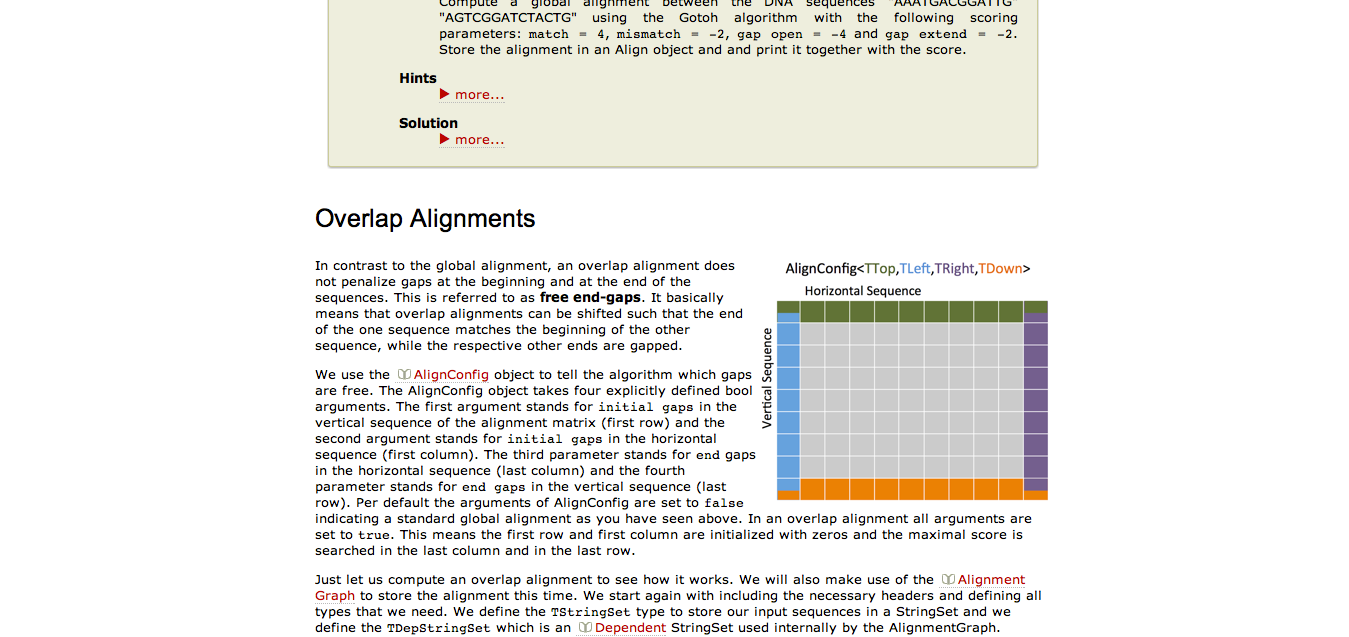 Compute a global alignment between the DNA sequences "AAATGACGGATTG"
"AGTCGGATCTACTG" using the Gotoh algorithm with the following scoring
parameters: match = 4, mismatch = -2, gap open = -4 and gap extend = -2.
Store the alignment in an Align object and and print it together with the score.
Hints
more...
Solution
more...
Overlap Alignments
In contrast to the global alignment, an overlap alignment does
not penalize gaps at the beginning and at the end of the
sequences. This is referred to as free end-gaps. It basically
means that overlap alignments can be shifted such that the end
of the one sequence matches the beginning of the other
sequence, while the respective other ends are gapped.
AlignConfig<TTop,TLeft,TRight,TDown>
Horizontal Sequence
Vertical Sequence
We use the AlignConfig object to tell the algorithm which gaps
are free. The AlignConfig object takes four explicitly defined bool
arguments. The first argument stands for initial gaps in the
vertical sequence of the alignment matrix (first row) and the
second argument stands for initial gaps in the horizontal
sequence (first column). The third parameter stands for end gaps
in the horizontal sequence (last column) and the fourth
parameter stands for end gaps in the vertical sequence (last
row). Per default the arguments of AlignConfig are set to false
indicating a standard global alignment as you have seen above. In an overlap alignment all arguments are
set to true. This means the first row and first column are initialized with zeros and the maximal score is
searched in the last column and in the last row.
Just let us compute an overlap alignment to see how it works. We will also make use of the Alignment
Graph to store the alignment this time. We start again with including the necessary headers and defining all
types that we need. We define the TStringSet type to store our input sequences in a StringSet and we
define the TDepStringSet which is an Dependent StringSet used internally by the AlignmentGraph.